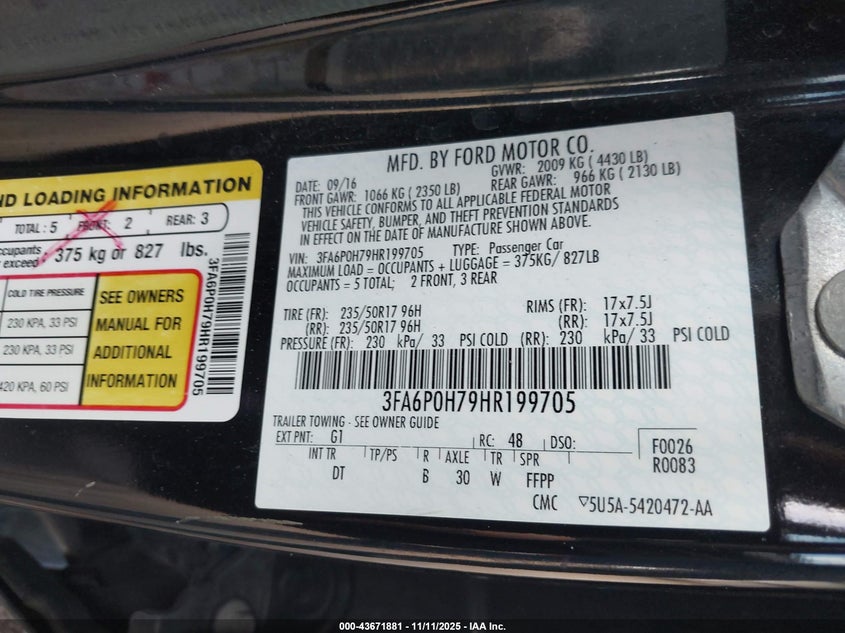 ND LOADING INFORMATION
TOTAL : 5 FRONT: 2 REAR: 3
ccupants
exceed 375 kg or 827 lbs.
COLD TIRE PRESSURE
230 KPA, 33 PSI
230 KPA, 33 PSI
420 KPA, 60 PSI
SEE OWNERS
MANUAL FOR
ADDITIONAL
INFORMATION
3FA6P0H79HR199705
MFD. BY FORD MOTOR CO.
DATE: 09/16 GVWR: 2009 KG ( 4430 LB)
FRONT GAWR: 1066 KG ( 2350 LB) REAR GAWR: 966 KG ( 2130 LB)
THIS VEHICLE CONFORMS TO ALL APPLICABLE FEDERAL MOTOR
VEHICLE SAFETY, BUMPER, AND THEFT PREVENTION STANDARDS
IN EFFECT ON THE DATE OF MANUFACTURE SHOWN ABOVE.
VIN: 3FA6P0H79HR199705 TYPE: Passenger Car
MAXIMUM LOAD = OCCUPANTS + LUGGAGE = 375KG/ 827LB
OCCUPANTS = 5 TOTAL; 2 FRONT, 3 REAR
TIRE (FR): 235/50R17 96H RIMS (FR): 17x7.5J
(RR): 235/50R17 96H (RR): 17x7.5J
PRESSURE (FR): 230 kPa/ 33 PSI COLD (RR): 230 kPa/ 33 PSI COLD
3FA6P0H79HR199705
TRAILER TOWING - SEE OWNER GUIDE
EXT PNT: G1 RC: 48 DSO:
INT TR TP/PS R AXLE TR SPR
DT B 30 W FFPP
F0026
R0083
CMC ▽5U5A-5420472-AA
000-43671881 - 11/11/2025 - IAA Inc.